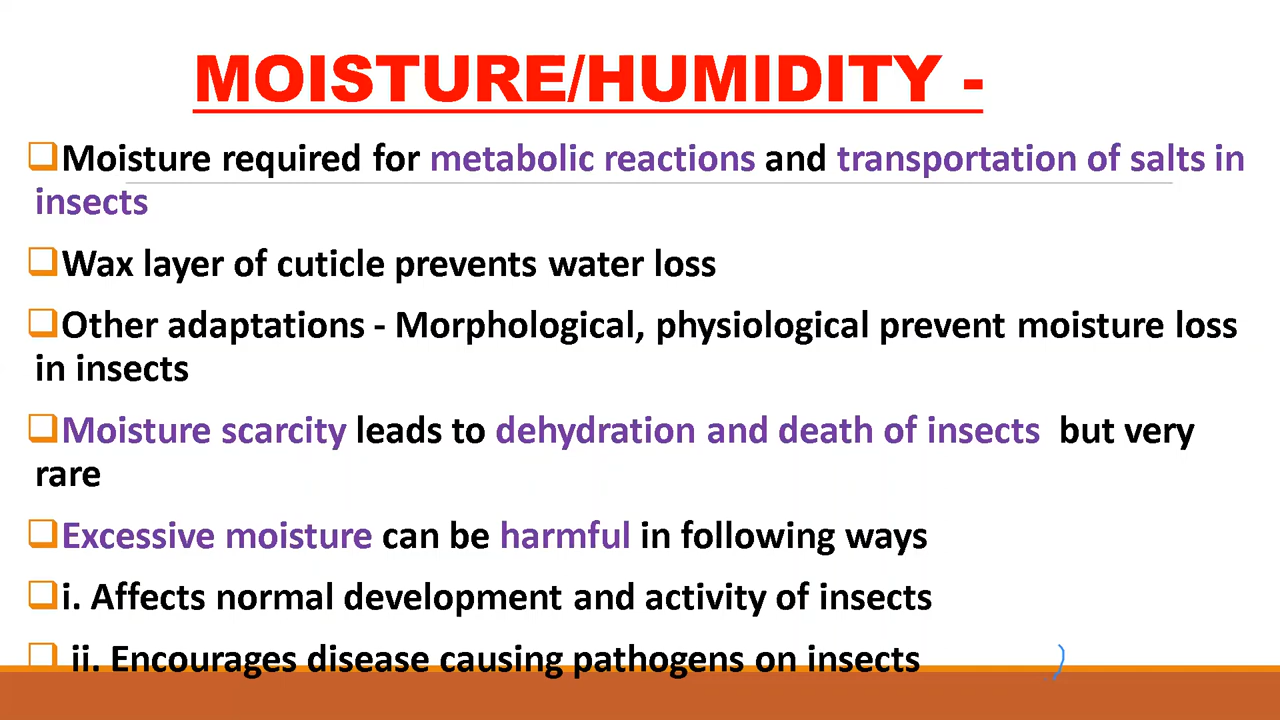 MOISTURE/HUMIDITY -
Moisture required for metabolic reactions and transportation of salts in
insects
Wax layer of cuticle prevents water loss
Other adaptations - Morphological, physiological prevent moisture loss
in insects
Moisture scarcity leads to dehydration and death of insects but very
rare
Excessive moisture can be harmful in following ways
i. Affects normal development and activity of insects
ii. Encourages disease causing pathogens on insects